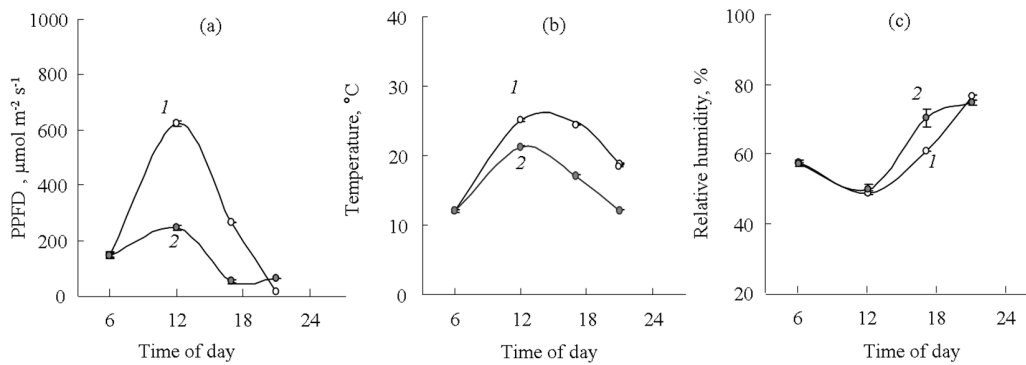 (a)
1000
800
600
400
200
0
PPFD , µmol m⁻² s⁻¹
1
2
6 12 18 24
Time of day
(b)
40
30
20
10
0
Temperature, °C
1
2
6 12 18 24
Time of day
(c)
100
80
60
40
20
Relative humidity, %
2
1
6 12 18 24
Time of day